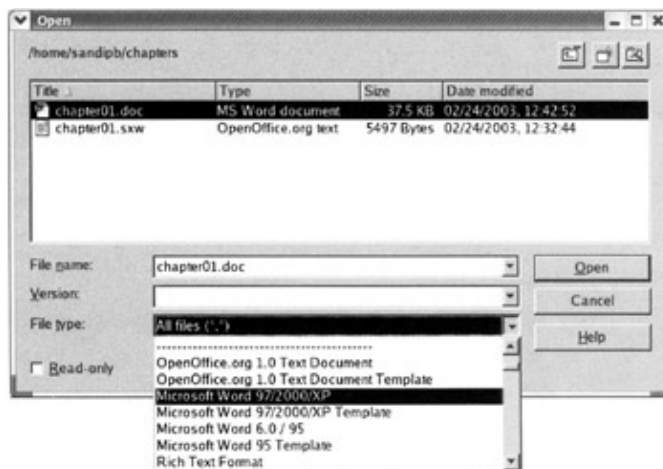 Open
/home/sandipb/chapters
Title Type Size Date modified
chapter01.doc MS Word document 37.5 KB 02/24/2003, 12:42:52
chapter01.sxw OpenOffice.org text 5497 Bytes 02/24/2003, 12:32:44
File name: chapter01.doc Open
Version: Cancel
File type: All files (*.*) Help
Read-only
----------------------------------------
OpenOffice.org 1.0 Text Document
OpenOffice.org 1.0 Text Document Template
Microsoft Word 97/2000/XP
Microsoft Word 97/2000/XP Template
Microsoft Word 6.0 / 95
Microsoft Word 95 Template
Rich Text Format